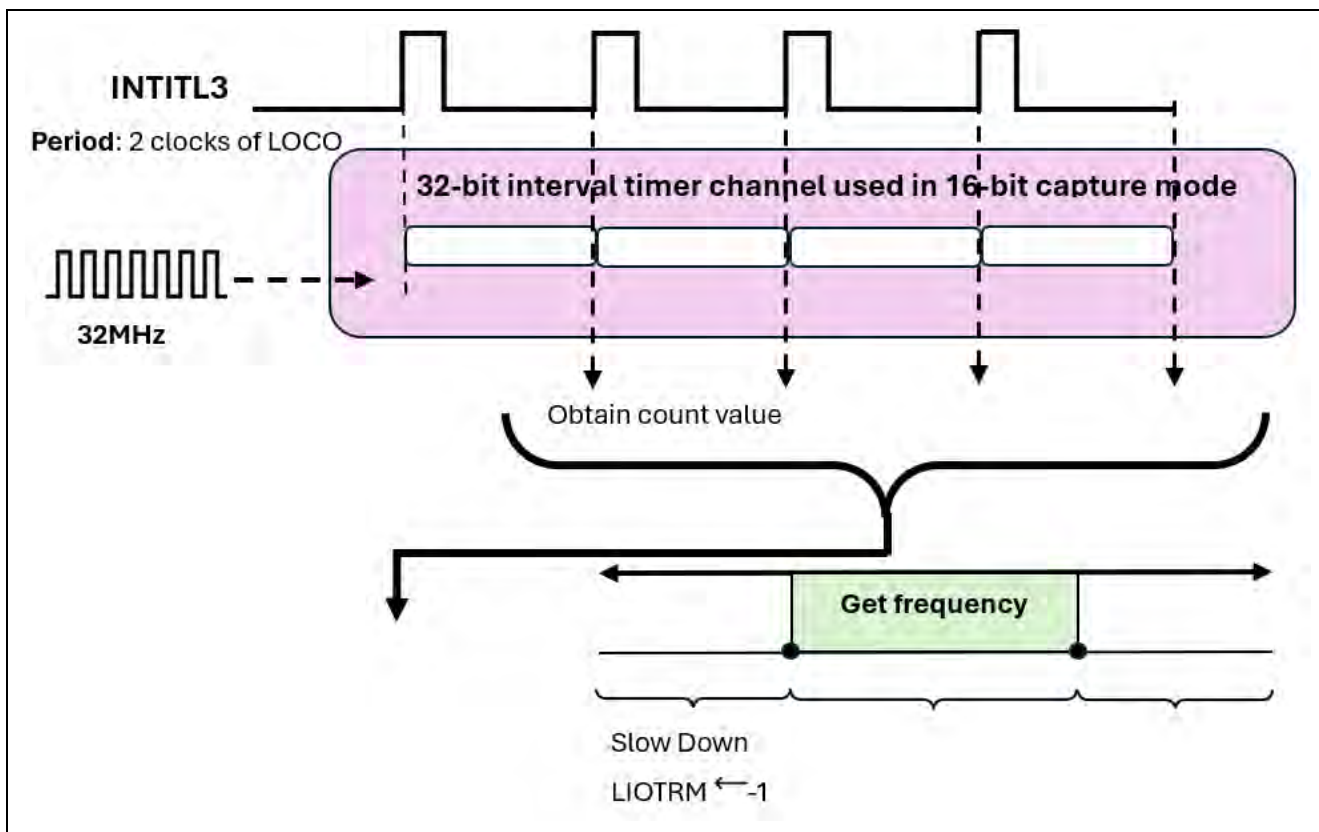 INTITL3
Period: 2 clocks of LOCO
32-bit interval timer channel used in 16-bit capture mode
32MHz
Obtain count value
Get frequency
Slow Down
LIOTRM ←-1